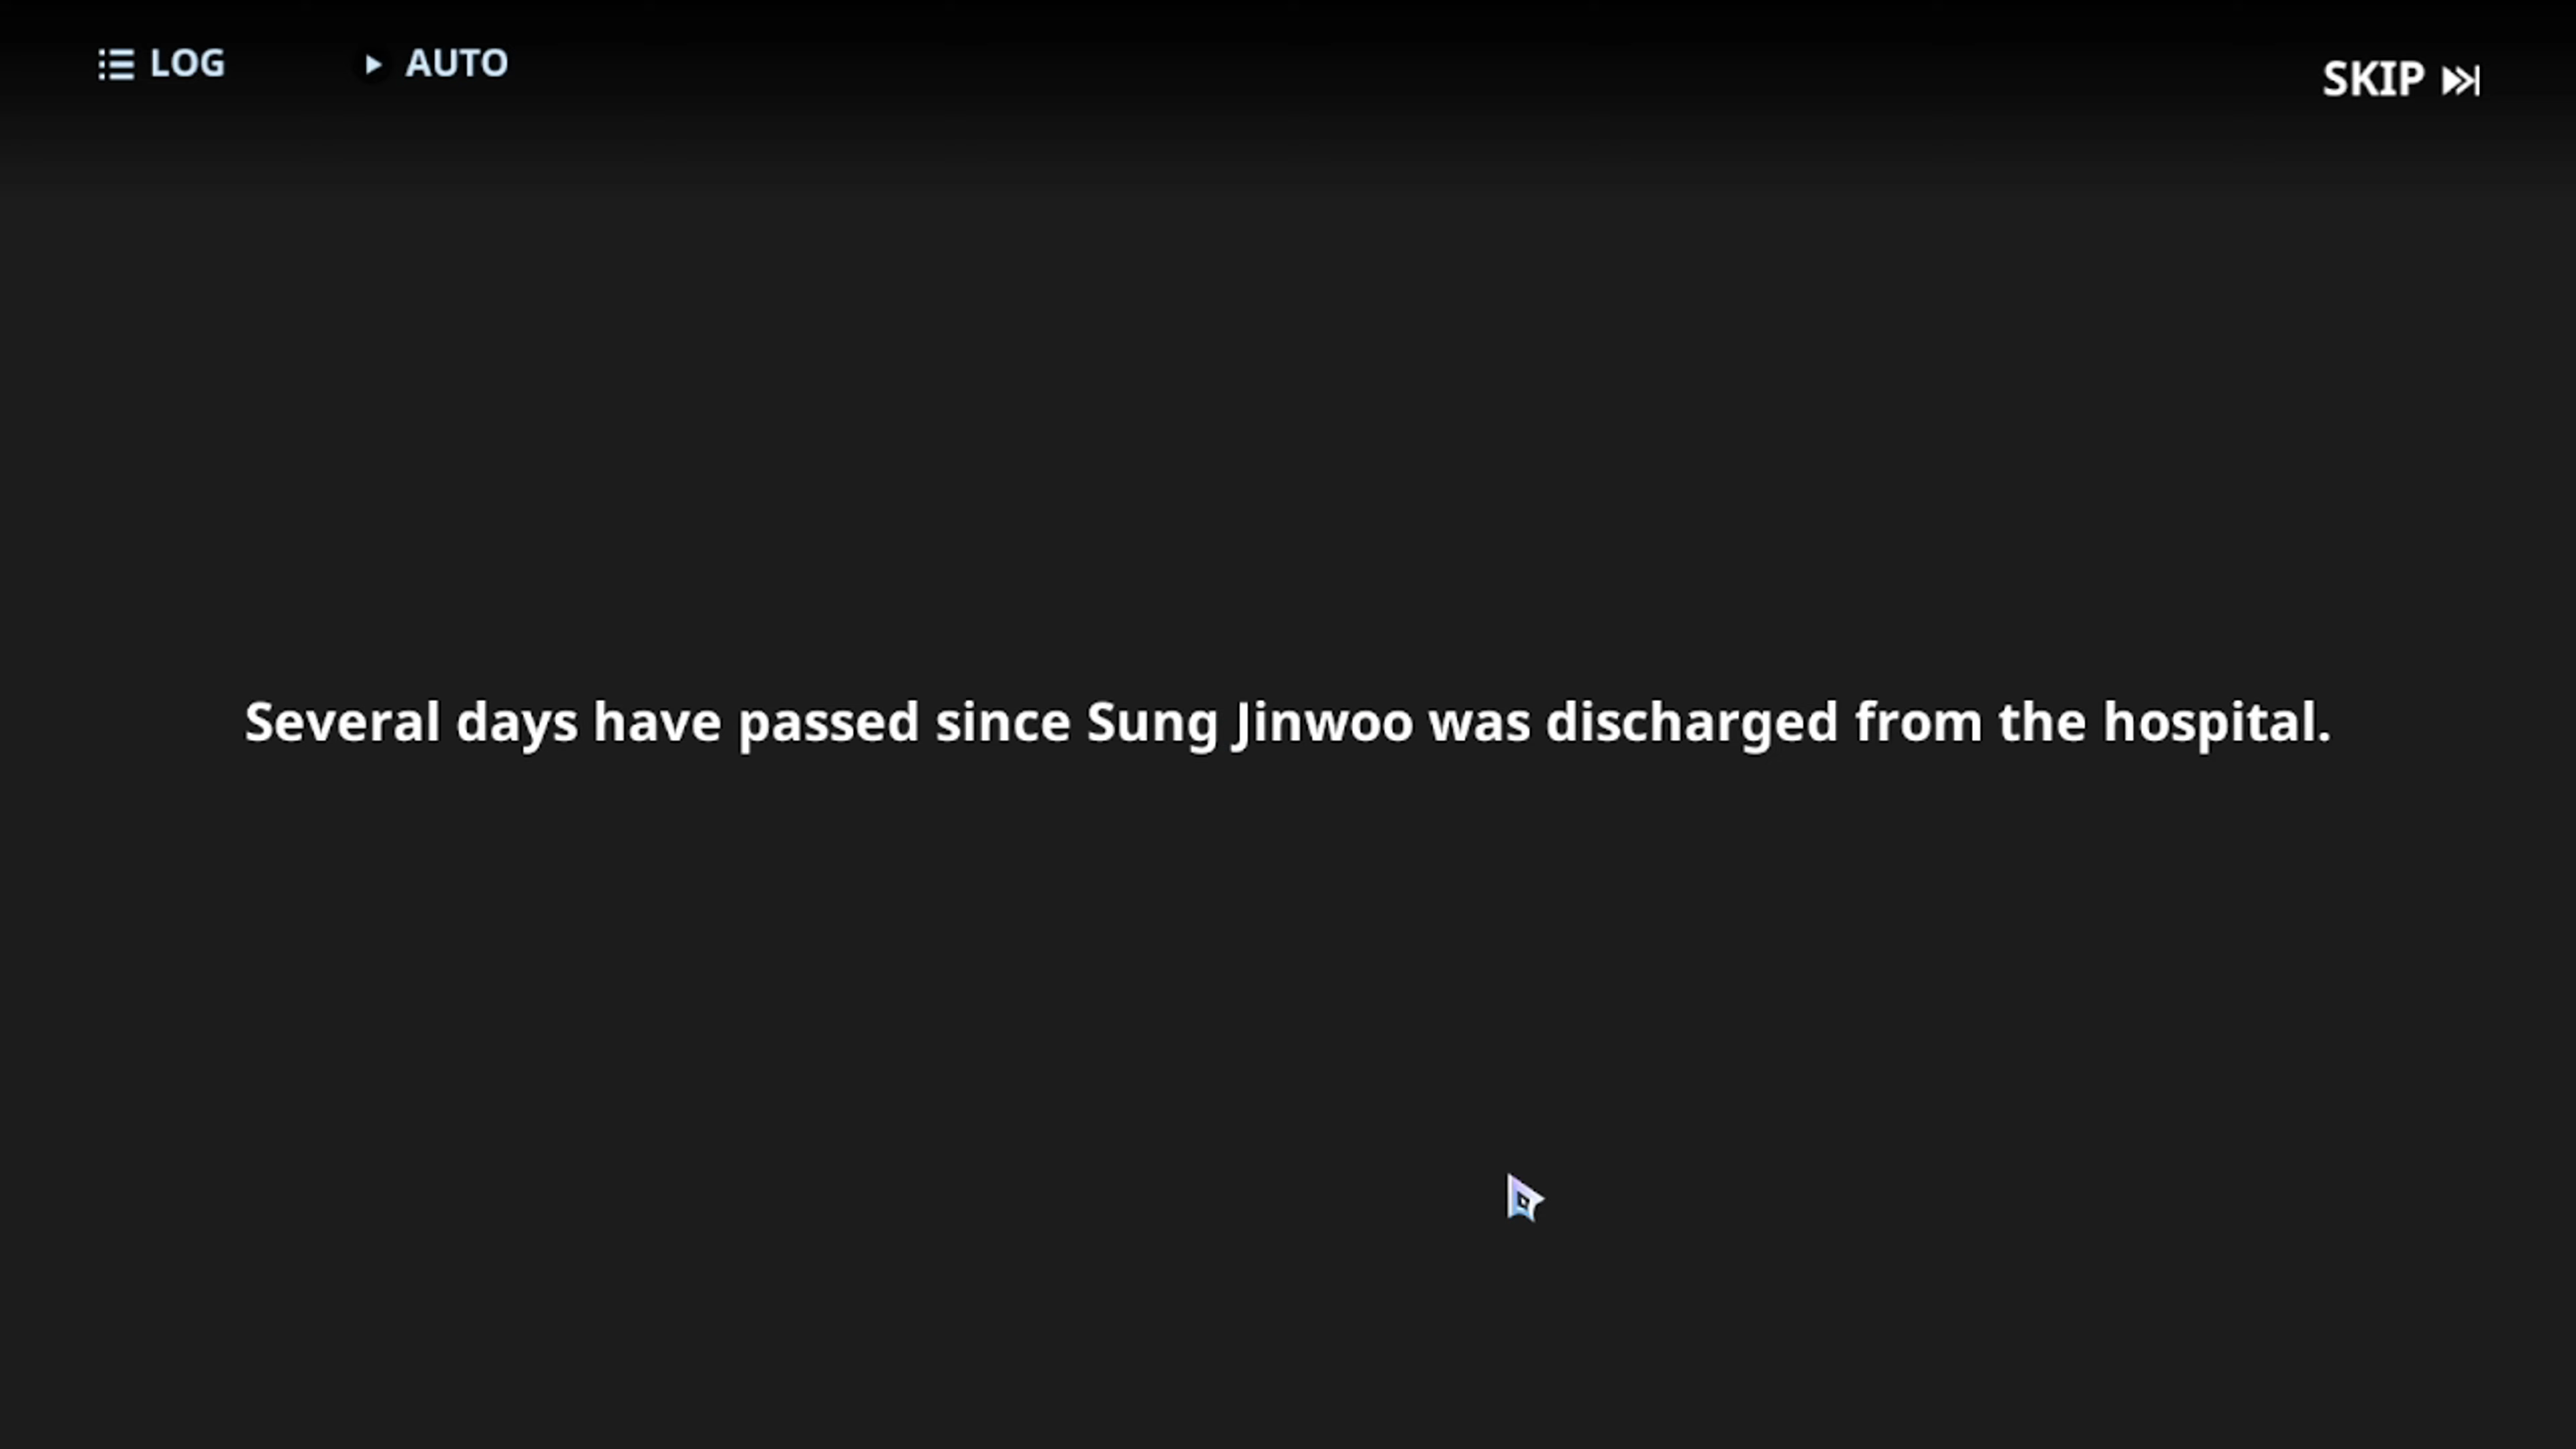 LOG
AUTO
SKIP
Several days have passed since Sung Jinwoo was discharged from the hospital.